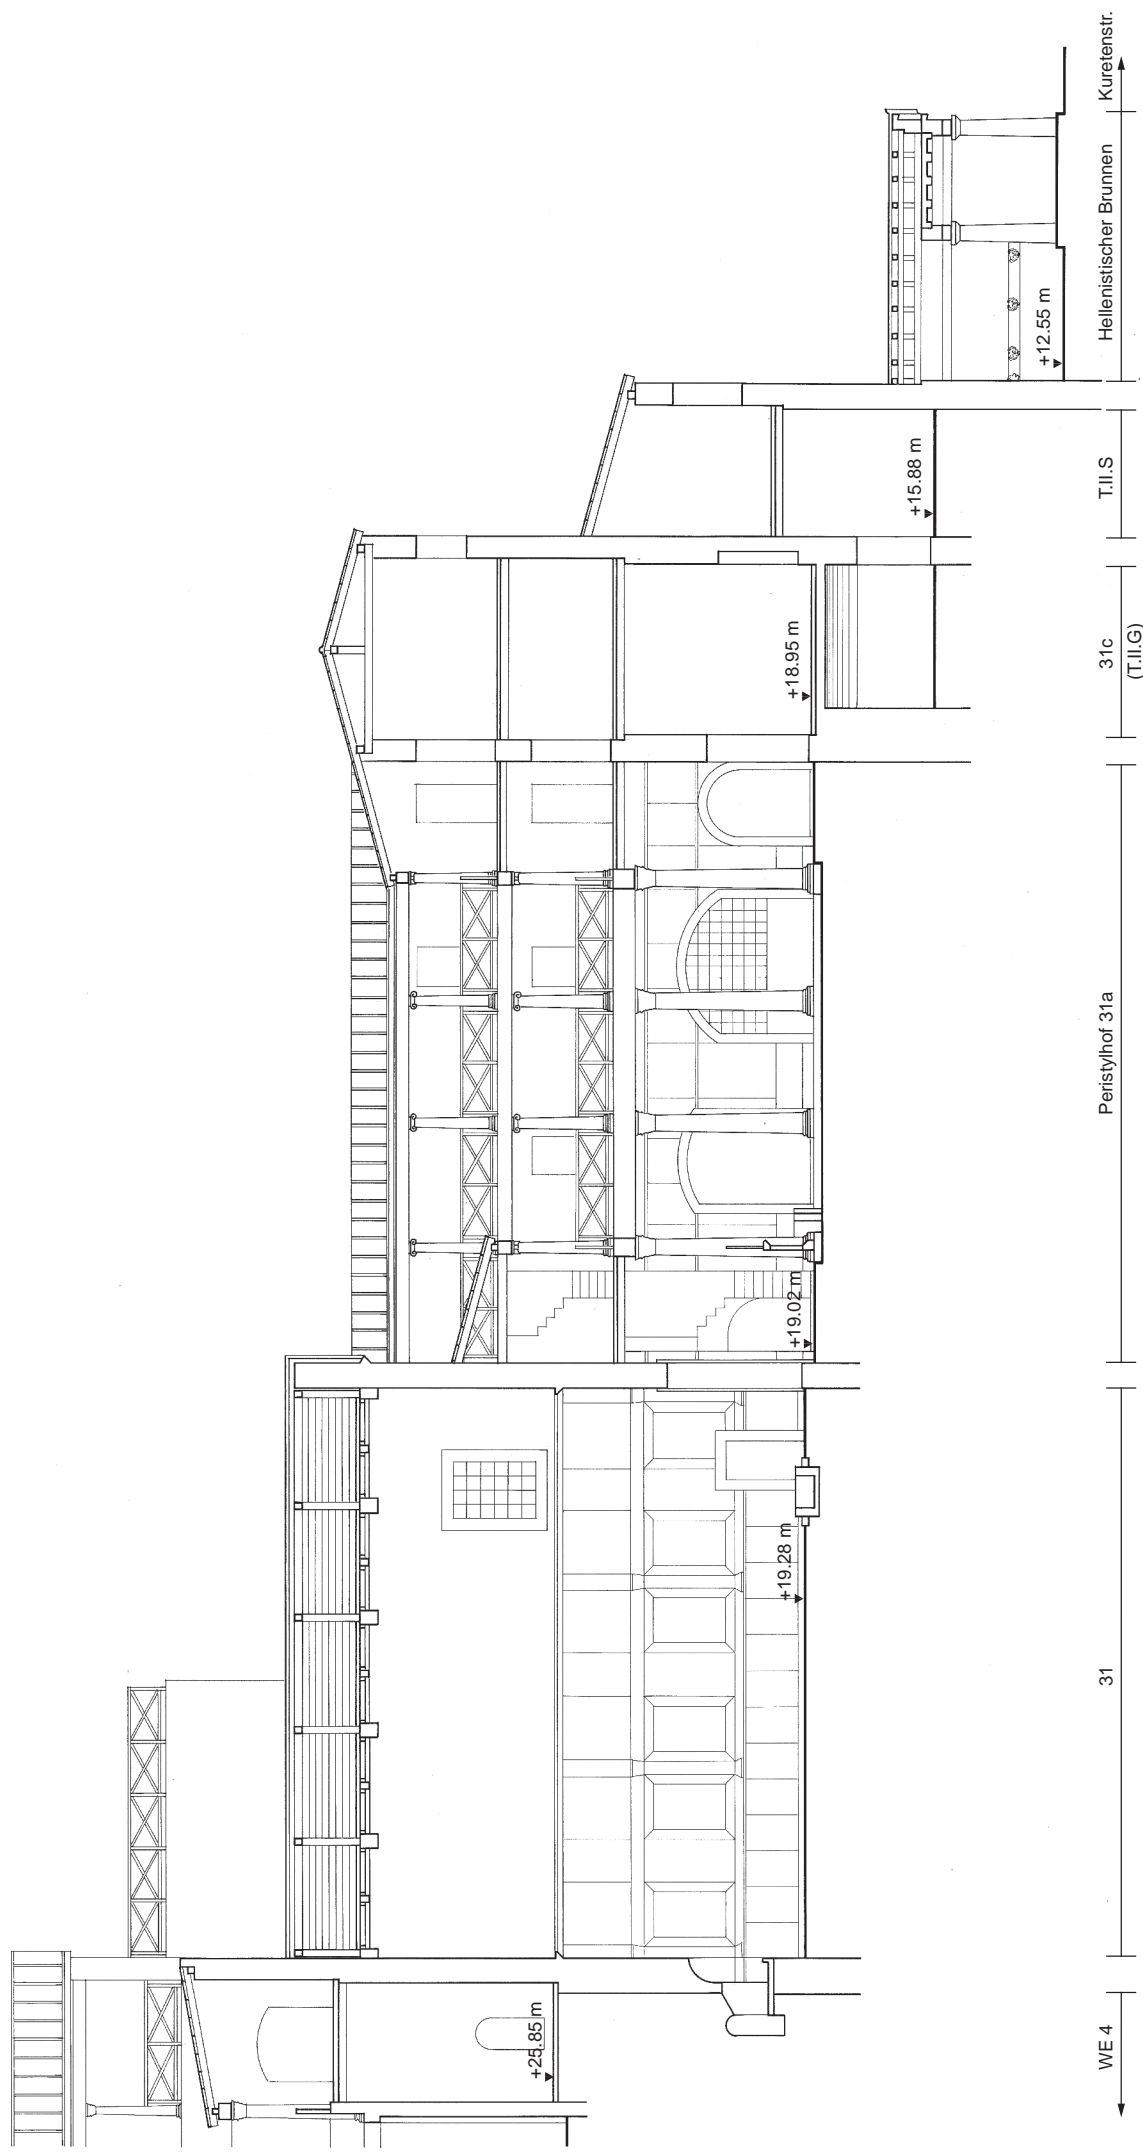 WE 4
31
Peristylhof 31a
31c
(T.II.G)
T.II.S
Hellenistischer Brunnen
Kuretenstr.
+25.85 m
+19.28 m
+19.02 m
+18.95 m
+15.88 m
+12.55 m